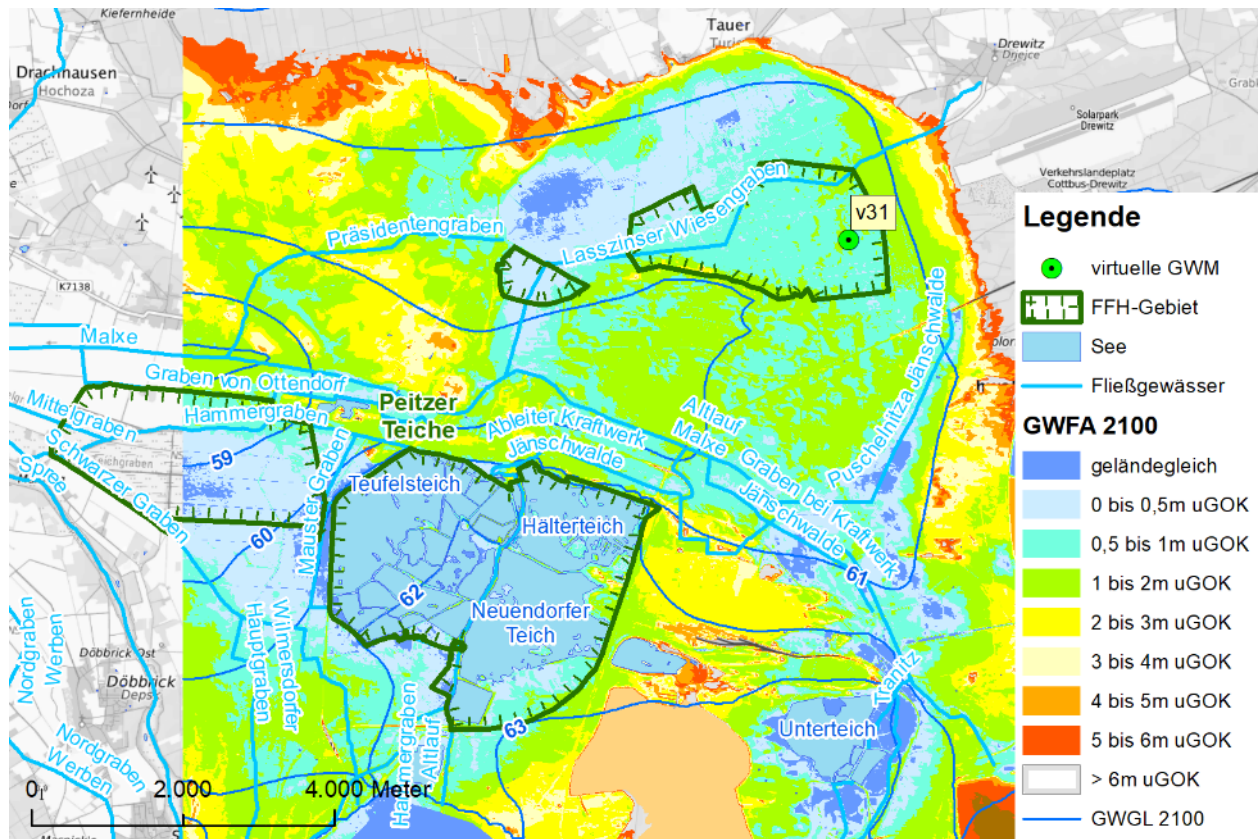 Kiefernheide
Tauer
Turjej
Drewitz
Drjejce
Drachhausen
Hochoza
Dorf
Solarpark
Drewitz
Verkehrslandeplatz
Cottbus-Drewitz
v31
Präsidentengraben
Lasszinser Wiesengraben
K7138
Malxe
Graben von Ottendorf
Mittelgraben
Hammergraben
Peitzer
Teiche
Ableiter Kraftwerk
Jänschwalde
Altlauf
Malxe
Graben bei Kraftwerk
Jänschwalde
Puschelnitza Jänschwalde
Schwarzer Graben
Spree
59
60
61
62
63
Teufelsteich
Hälterteich
Neuendorfer
Teich
Mauster Graben
Wilmersdorfer
Hauptgraben
Nordgraben
Werben
Döbbrick Ost
Döbbrick
Depsk
Nordgraben
Werben
Hammergraben
Altlauf
Tranitz
Unterteich
0 2.000 4.000 Meter
Legende
virtuelle GWM
FFH-Gebiet
See
Fließgewässer
GWFA 2100
geländegleich
0 bis 0,5m uGOK
0,5 bis 1m uGOK
1 bis 2m uGOK
2 bis 3m uGOK
3 bis 4m uGOK
4 bis 5m uGOK
5 bis 6m uGOK
> 6m uGOK
GWGL 2100